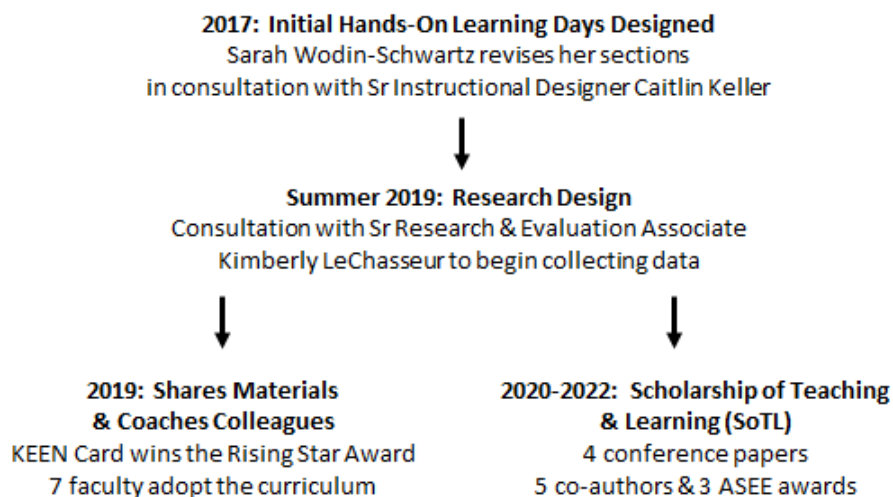 2017: Initial Hands-On Learning Days Designed
Sarah Wodin-Schwartz revises her sections
in consultation with Sr Instructional Designer Caitlin Keller
Summer 2019: Research Design
Consultation with Sr Research & Evaluation Associate
Kimberly LeChasseur to begin collecting data
2019: Shares Materials
& Coaches Colleagues
KEEN Card wins the Rising Star Award
7 faculty adopt the curriculum
2020-2022: Scholarship of Teaching
& Learning (SoTL)
4 conference papers
5 co-authors & 3 ASEE awards